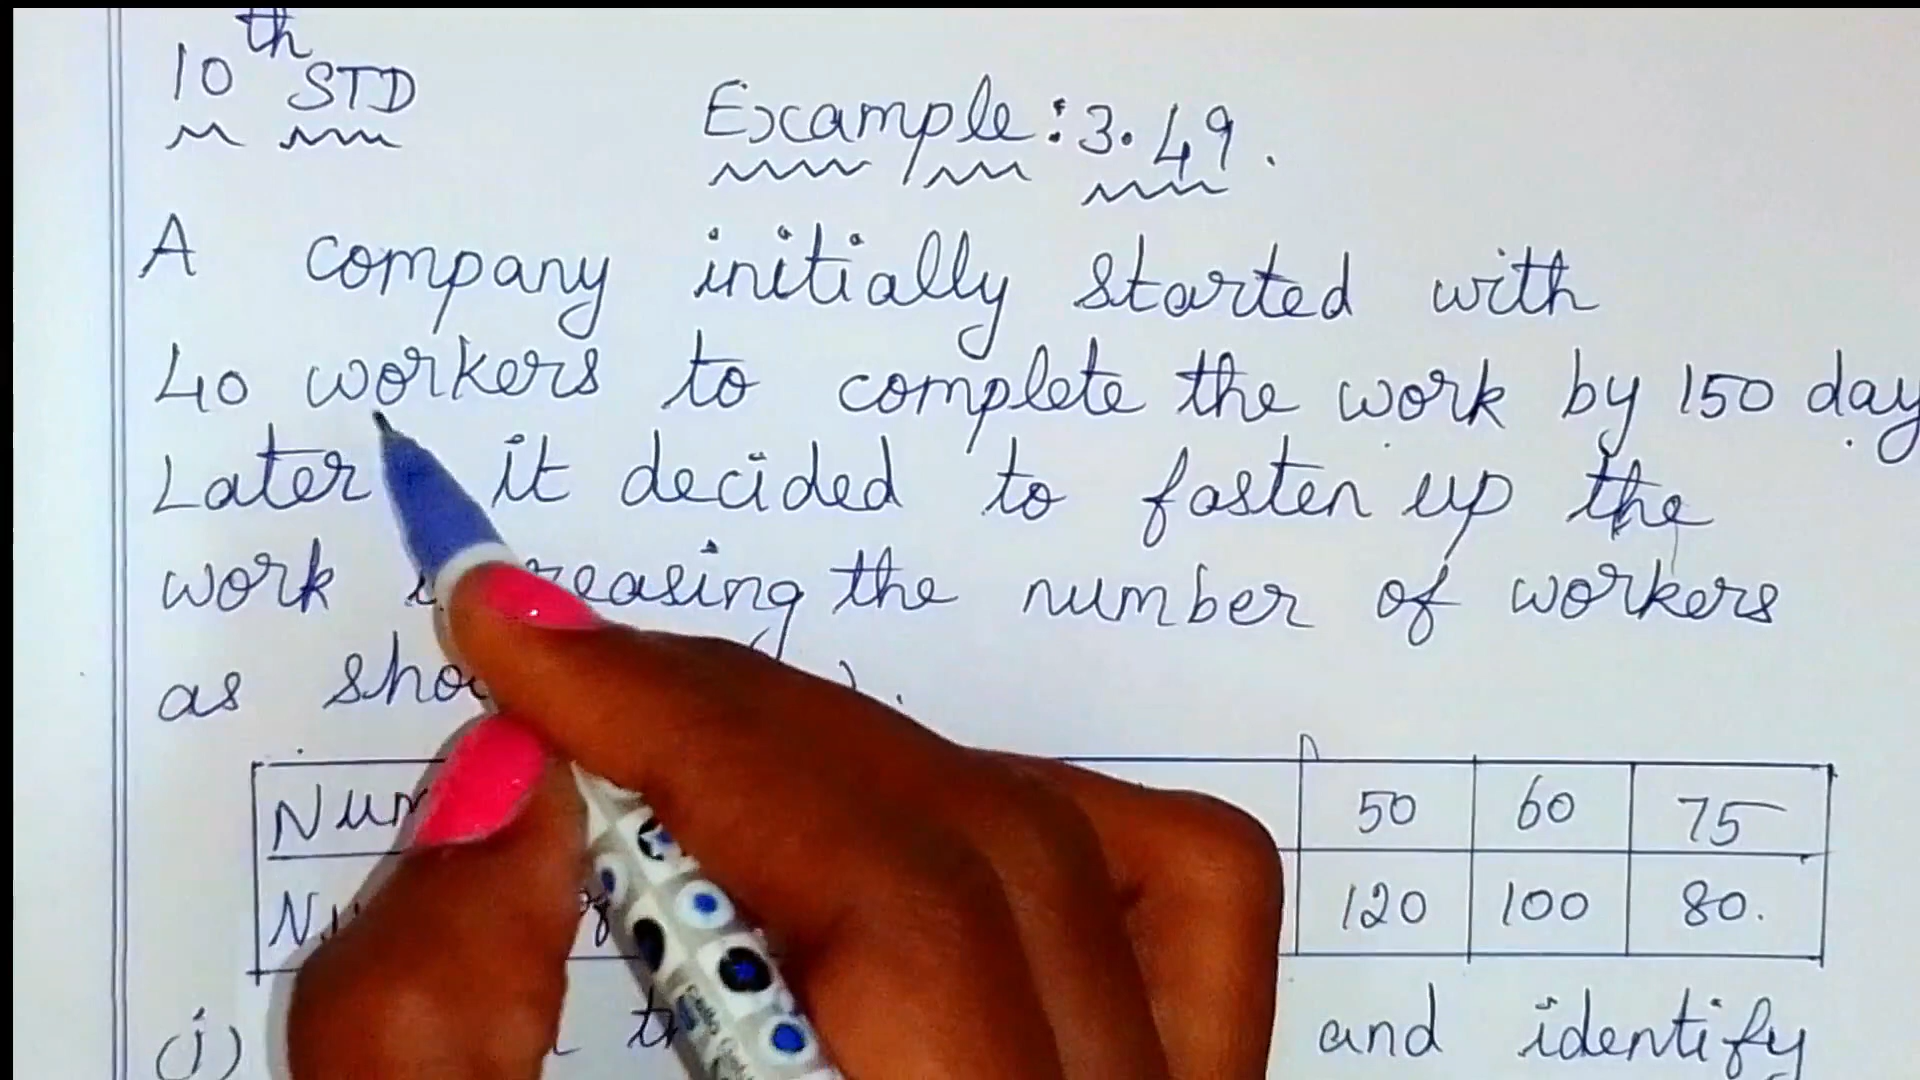 10th STD
Example: 3.49.
A company initially started with
40 workers to complete the work by 150 day
Later it decided to fasten up the
work increasing the number of workers
as
50 60 75
120 100 80.
(i) and identify